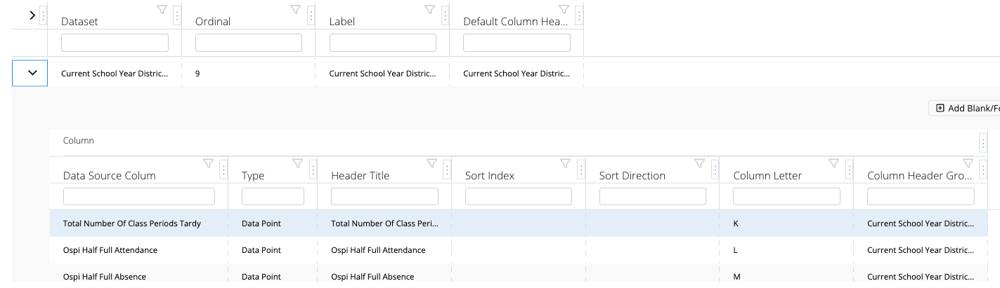 Dataset Ordinal Label Default Column Hea...
Current School Year Distric... 9 Current School Year Distric... Current School Year Distric...
Add Blank/Fo
Column
Data Source Colum Type Header Title Sort Index Sort Direction Column Letter Column Header Gro...
Total Number Of Class Periods Tardy Data Point Total Number Of Class Peri... K Current School Year Distric...
Ospi Half Full Attendance Data Point Ospi Half Full Attendance L Current School Year Distric...
Ospi Half Full Absence Data Point Ospi Half Full Absence M Current School Year Distric...